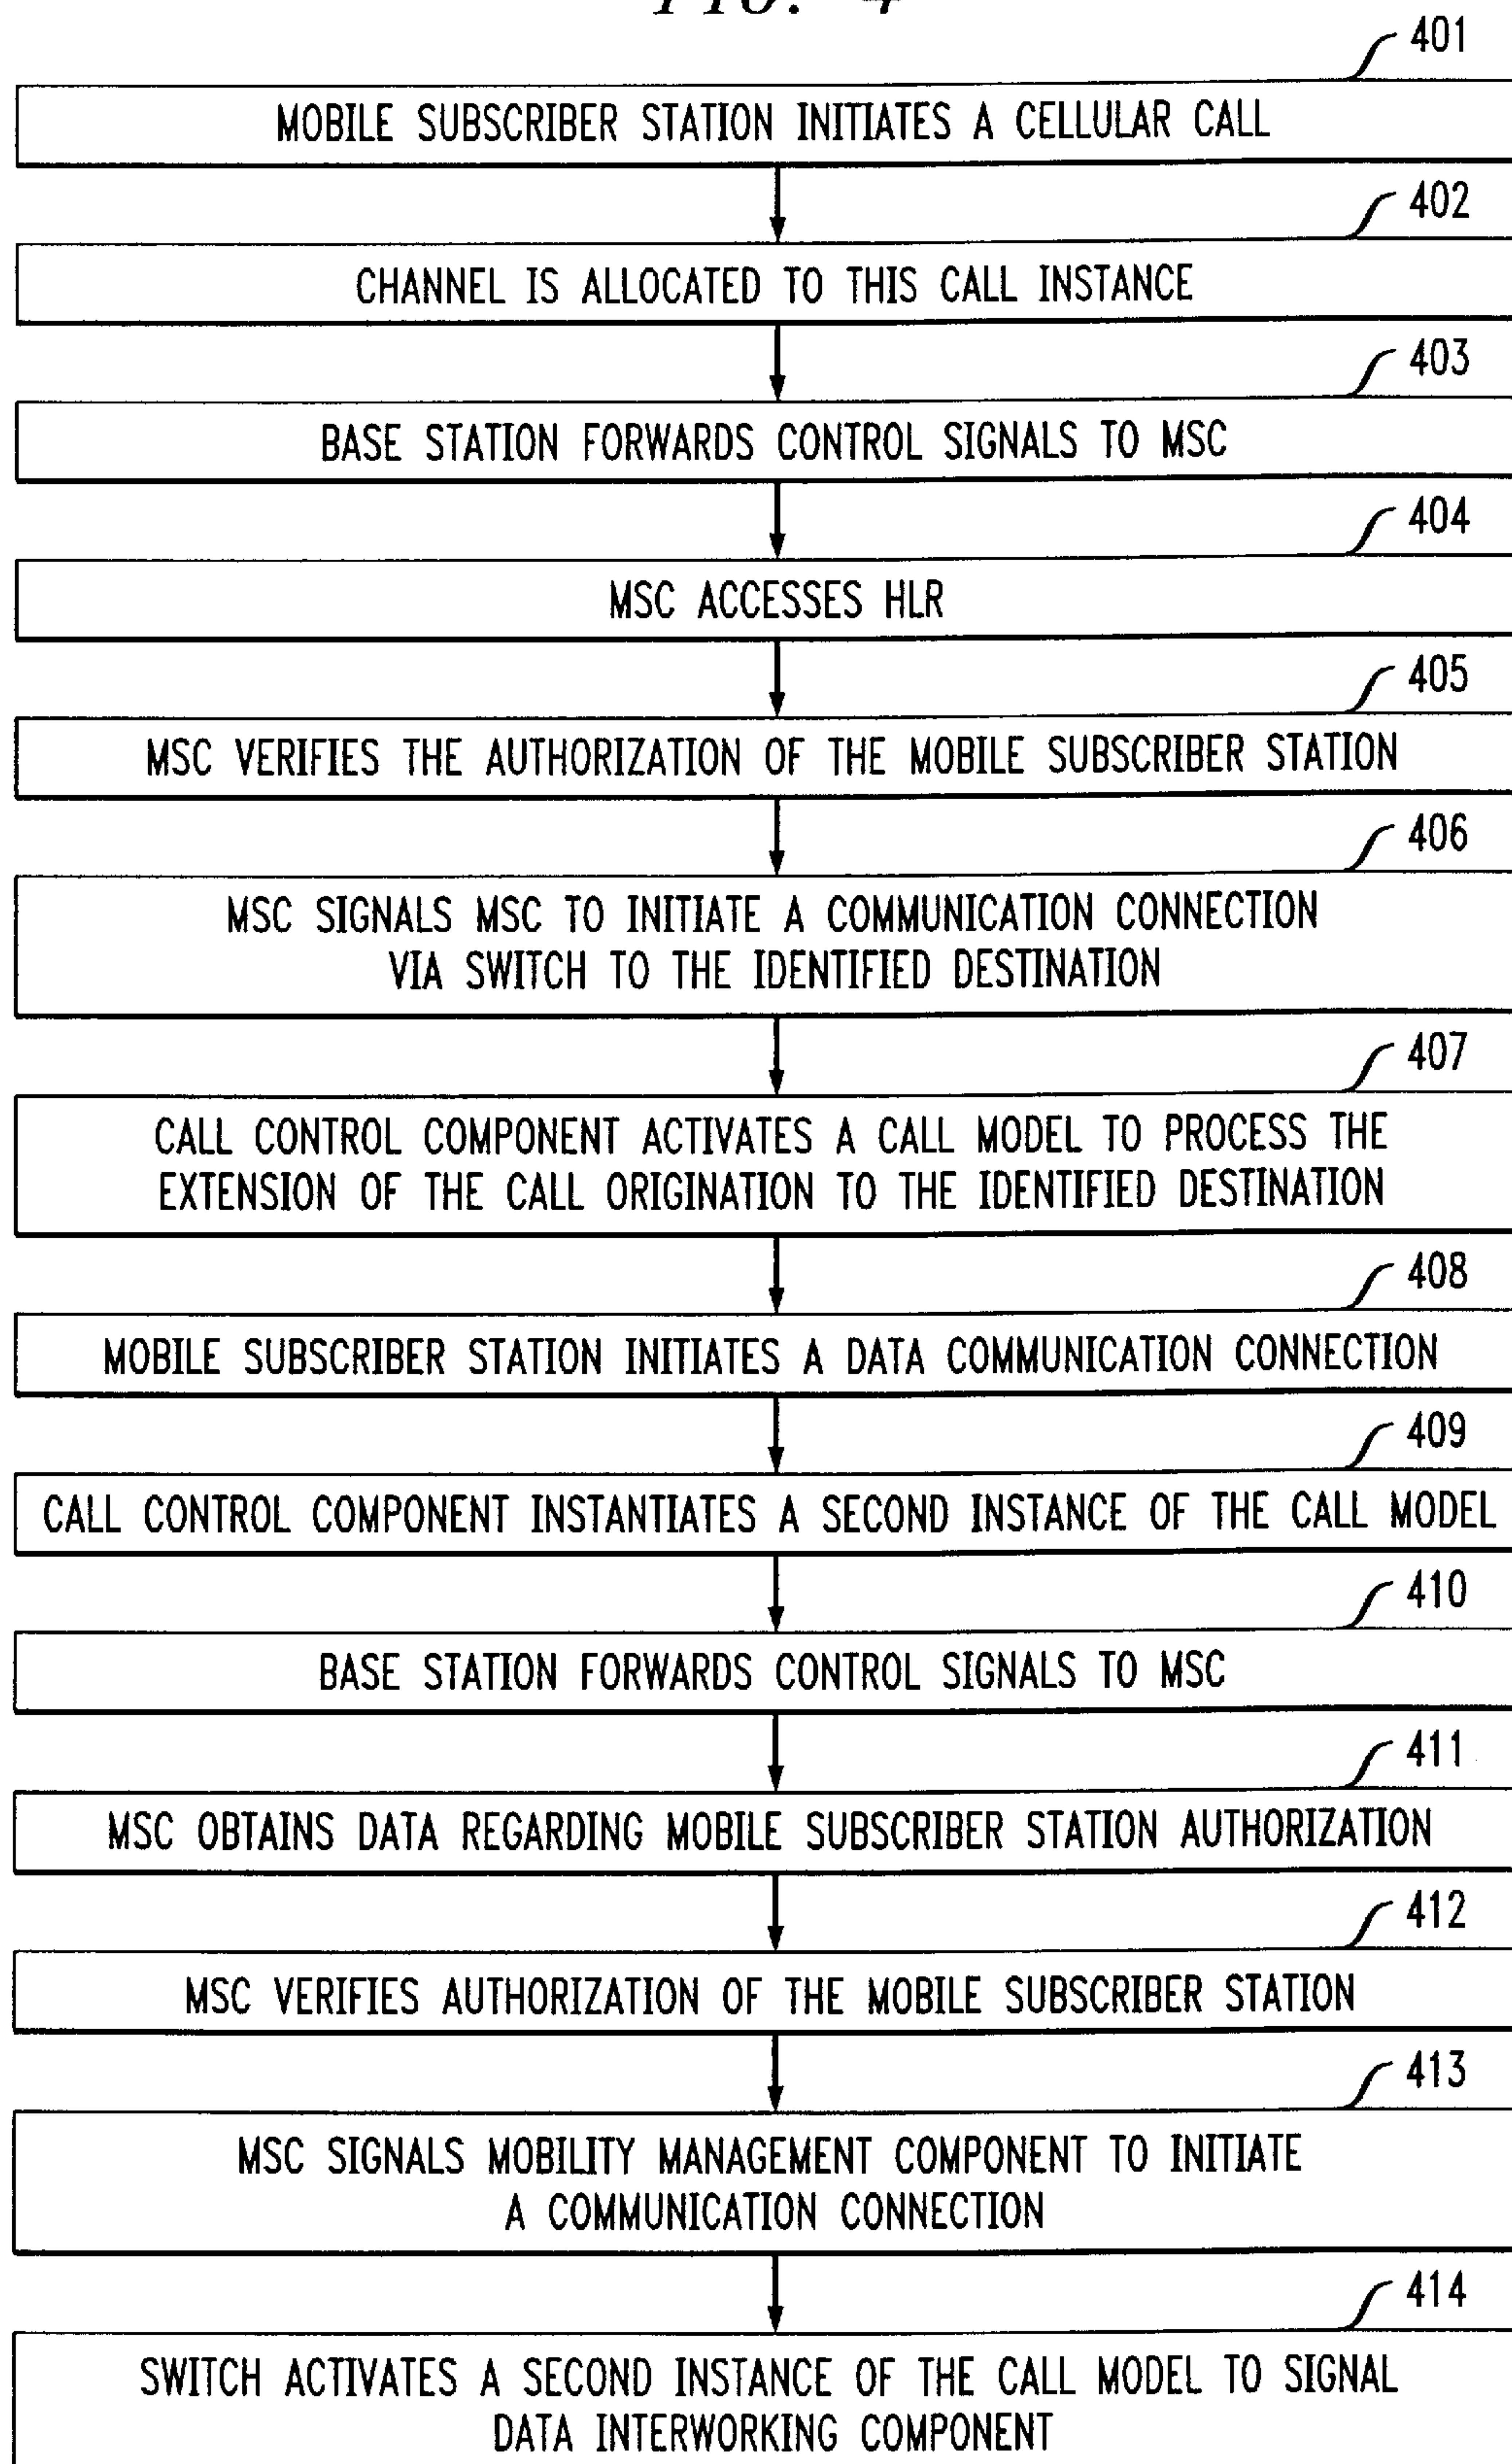 FIG. 4
401
MOBILE SUBSCRIBER STATION INITIATES A CELLULAR CALL
402
CHANNEL IS ALLOCATED TO THIS CALL INSTANCE
403
BASE STATION FORWARDS CONTROL SIGNALS TO MSC
404
MSC ACCESSES HLR
405
MSC VERIFIES THE AUTHORIZATION OF THE MOBILE SUBSCRIBER STATION
406
MSC SIGNALS MSC TO INITIATE A COMMUNICATION CONNECTION
VIA SWITCH TO THE IDENTIFIED DESTINATION
407
CALL CONTROL COMPONENT ACTIVATES A CALL MODEL TO PROCESS THE
EXTENSION OF THE CALL ORIGINATION TO THE IDENTIFIED DESTINATION
408
MOBILE SUBSCRIBER STATION INITIATES A DATA COMMUNICATION CONNECTION
409
CALL CONTROL COMPONENT INSTANTIATES A SECOND INSTANCE OF THE CALL MODEL
410
BASE STATION FORWARDS CONTROL SIGNALS TO MSC
411
MSC OBTAINS DATA REGARDING MOBILE SUBSCRIBER STATION AUTHORIZATION
412
MSC VERIFIES AUTHORIZATION OF THE MOBILE SUBSCRIBER STATION
413
MSC SIGNALS MOBILITY MANAGEMENT COMPONENT TO INITIATE
A COMMUNICATION CONNECTION
414
SWITCH ACTIVATES A SECOND INSTANCE OF THE CALL MODEL TO SIGNAL
DATA INTERWORKING COMPONENT